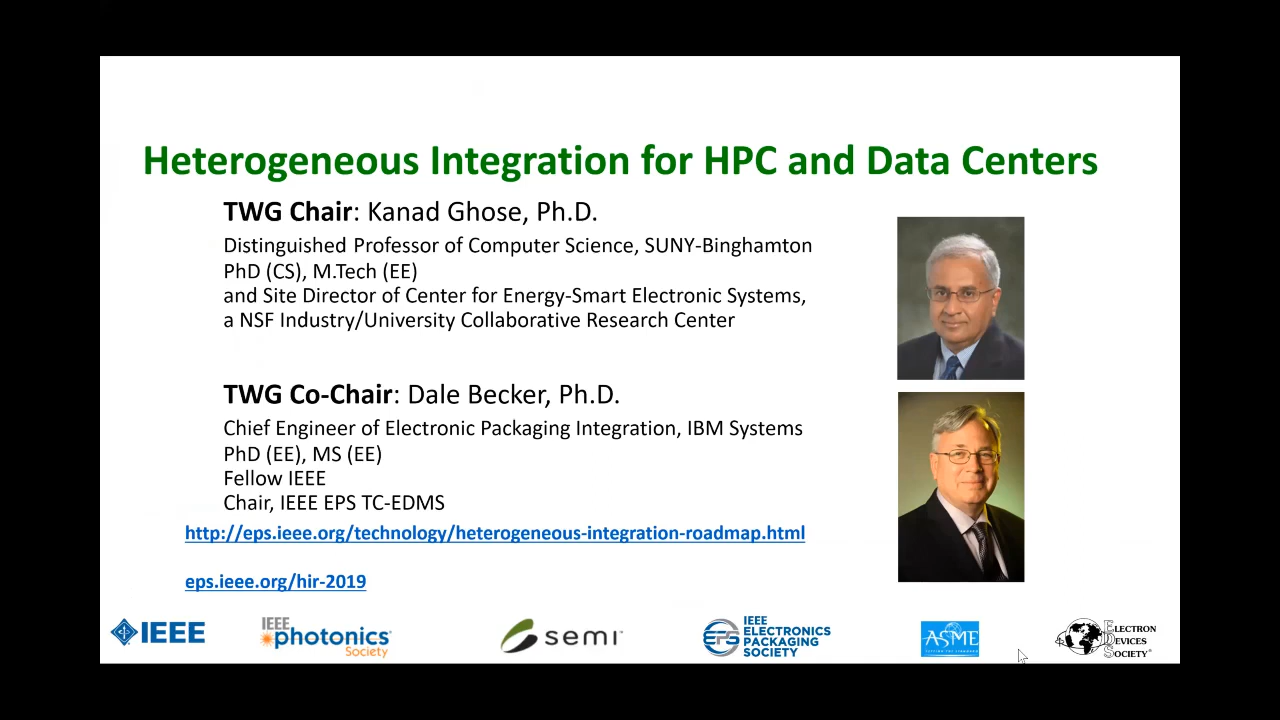 Heterogeneous Integration for HPC and Data Centers
TWG Chair: Kanad Ghose, Ph.D.
Distinguished Professor of Computer Science, SUNY-Binghamton
PhD (CS), M.Tech (EE)
and Site Director of Center for Energy-Smart Electronic Systems,
a NSF Industry/University Collaborative Research Center
TWG Co-Chair: Dale Becker, Ph.D.
Chief Engineer of Electronic Packaging Integration, IBM Systems
PhD (EE), MS (EE)
Fellow IEEE
Chair, IEEE EPS TC-EDMS
http://eps.ieee.org/technology/heterogeneous-integration-roadmap.html
eps.ieee.org/hir-2019
IEEE
IEEE
photonics
Society
semi™
EPS
IEEE
ELECTRONICS
PACKAGING
SOCIETY
ASME
ELECTRON
DEVICES
SOCIETY®